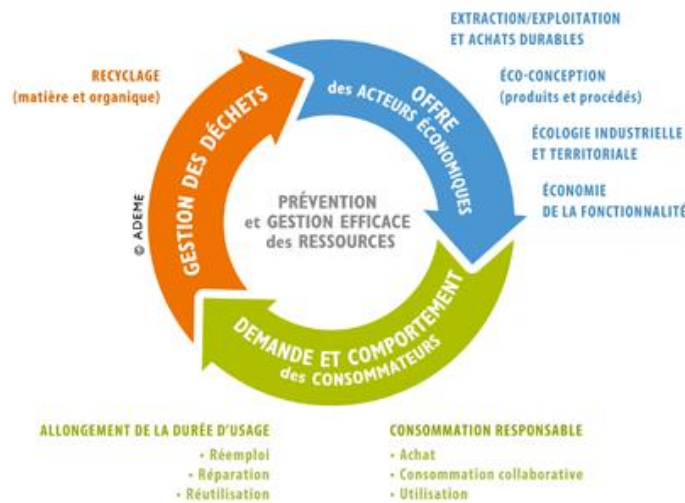 EXTRACTION/EXPLOITATION
ET ACHATS DURABLES
RECYCLAGE
(matière et organique)
ÉCO-CONCEPTION
(produits et procédés)
ÉCOLOGIE INDUSTRIELLE
ET TERRITORIALE
ÉCONOMIE
DE LA FONCTIONNALITÉ
OFFRE
des ACTEURS ÉCONOMIQUES
GESTION DES DÉCHETS
© ADEME
PRÉVENTION
et GESTION EFFICACE
des RESSOURCES
DEMANDE ET COMPORTEMENT
des CONSOMMATEURS
ALLONGEMENT DE LA DURÉE D'USAGE
• Réemploi
• Réparation
• Réutilisation
CONSOMMATION RESPONSABLE
• Achat
• Consommation collaborative
• Utilisation